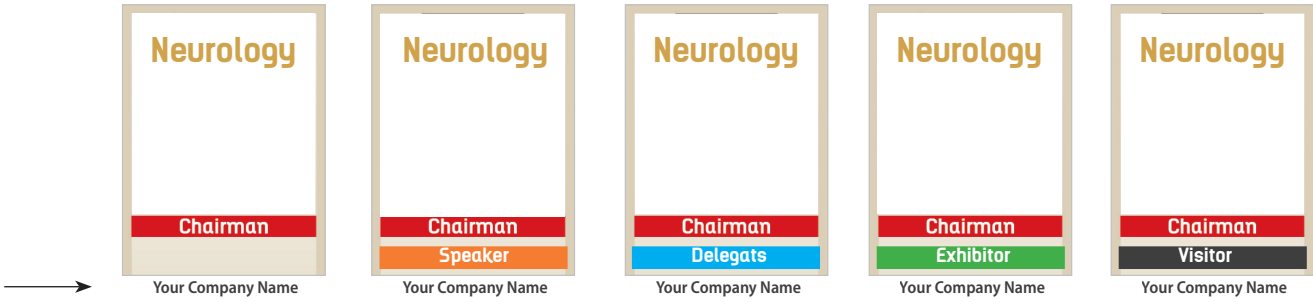 Neurology
Chairman
Your Company Name
Neurology
Chairman
Speaker
Your Company Name
Neurology
Chairman
Delegats
Your Company Name
Neurology
Chairman
Exhibitor
Your Company Name
Neurology
Chairman
Visitor
Your Company Name